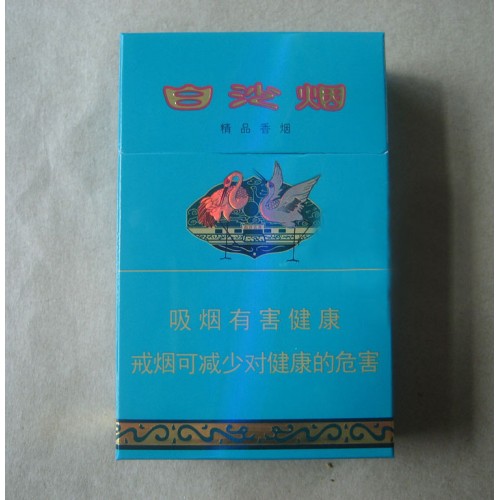 白沙烟
精品香烟
吸烟有害健康
戒烟可减少对健康的危害